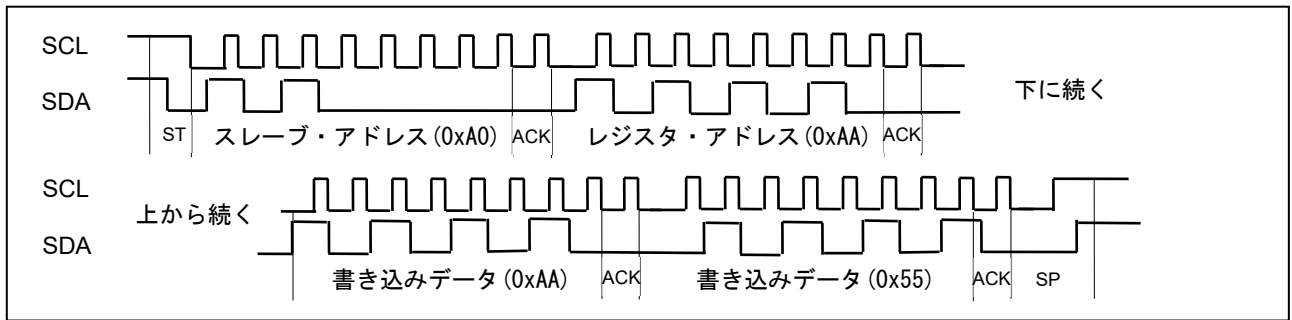 SCL
SDA
下に続く
ST スレーブ・アドレス(0xA0) ACK レジスタ・アドレス(0xAA) ACK
SCL
上から続く
SDA
書き込みデータ(0xAA) ACK 書き込みデータ(0x55) ACK SP